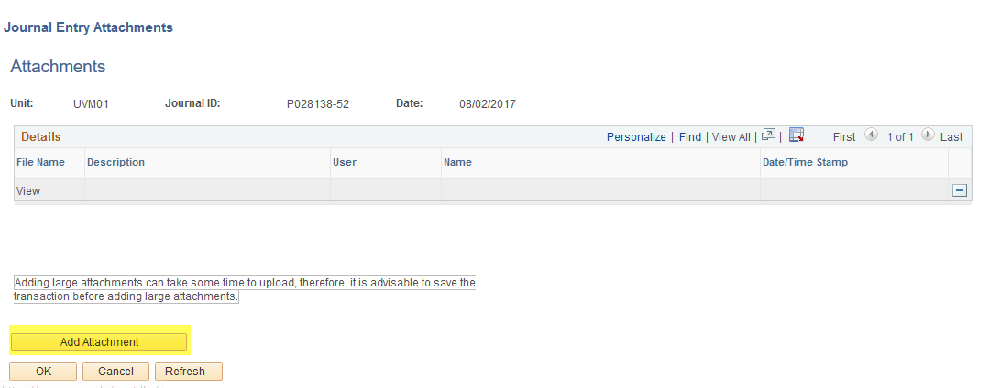 Journal Entry Attachments
Attachments
Unit: UVM01 Journal ID: P028138-52 Date: 08/02/2017
Details Personalize | Find | View All | | First 1 of 1 Last
File Name Description User Name Date/Time Stamp
View
Adding large attachments can take some time to upload, therefore, it is advisable to save the
transaction before adding large attachments.
Add Attachment
OK Cancel Refresh